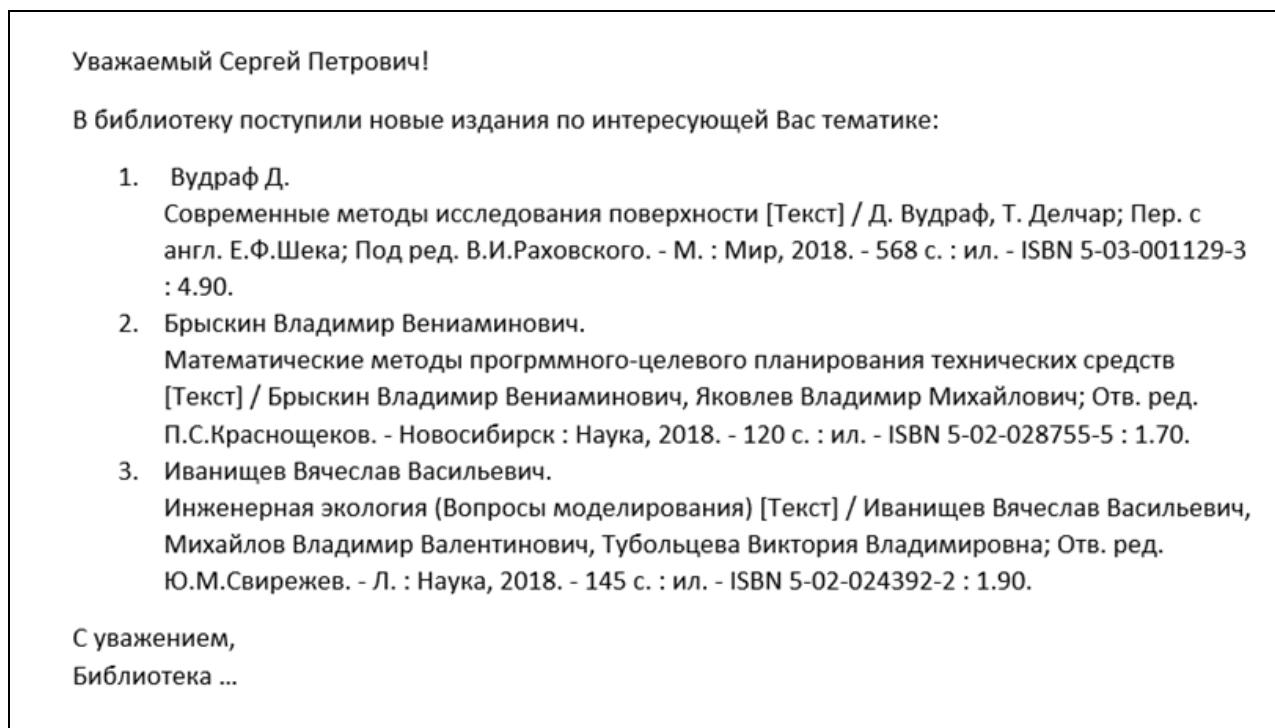 Уважаемый Сергей Петрович!
В библиотеку поступили новые издания по интересующей Вас тематике:
1. Вудраф Д.
Современные методы исследования поверхности [Текст] / Д. Вудраф, Т. Делчар; Пер. с
англ. Е.Ф.Шека; Под ред. В.И.Раховского. - М. : Мир, 2018. - 568 с. : ил. - ISBN 5-03-001129-3
: 4.90.
2. Брыскин Владимир Вениаминович.
Математические методы прогрммного-целевого планирования технических средств
[Текст] / Брыскин Владимир Вениаминович, Яковлев Владимир Михайлович; Отв. ред.
П.С.Краснощеков. - Новосибирск : Наука, 2018. - 120 с. : ил. - ISBN 5-02-028755-5 : 1.70.
3. Иванищев Вячеслав Васильевич.
Инженерная экология (Вопросы моделирования) [Текст] / Иванищев Вячеслав Васильевич,
Михайлов Владимир Валентинович, Тубольцева Виктория Владимировна; Отв. ред.
Ю.М.Свирежев. - Л. : Наука, 2018. - 145 с. : ил. - ISBN 5-02-024392-2 : 1.90.
С уважением,
Библиотека ...